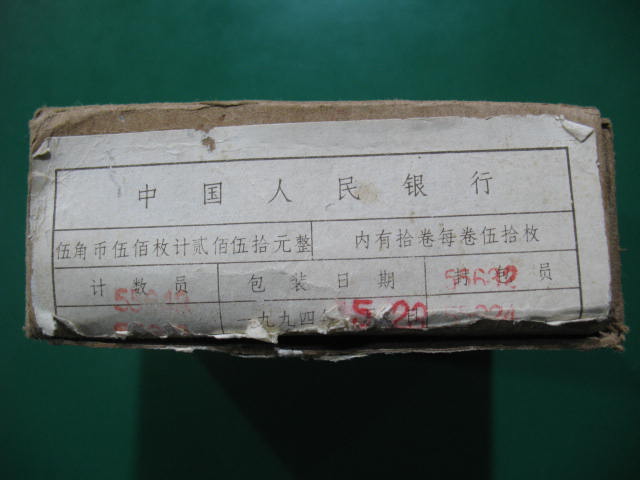 中国人民银行
伍角币伍佰枚计贰佰伍拾元整 内有拾卷每卷伍拾枚
计数员 包装日期 封包员
一九九四 5.20